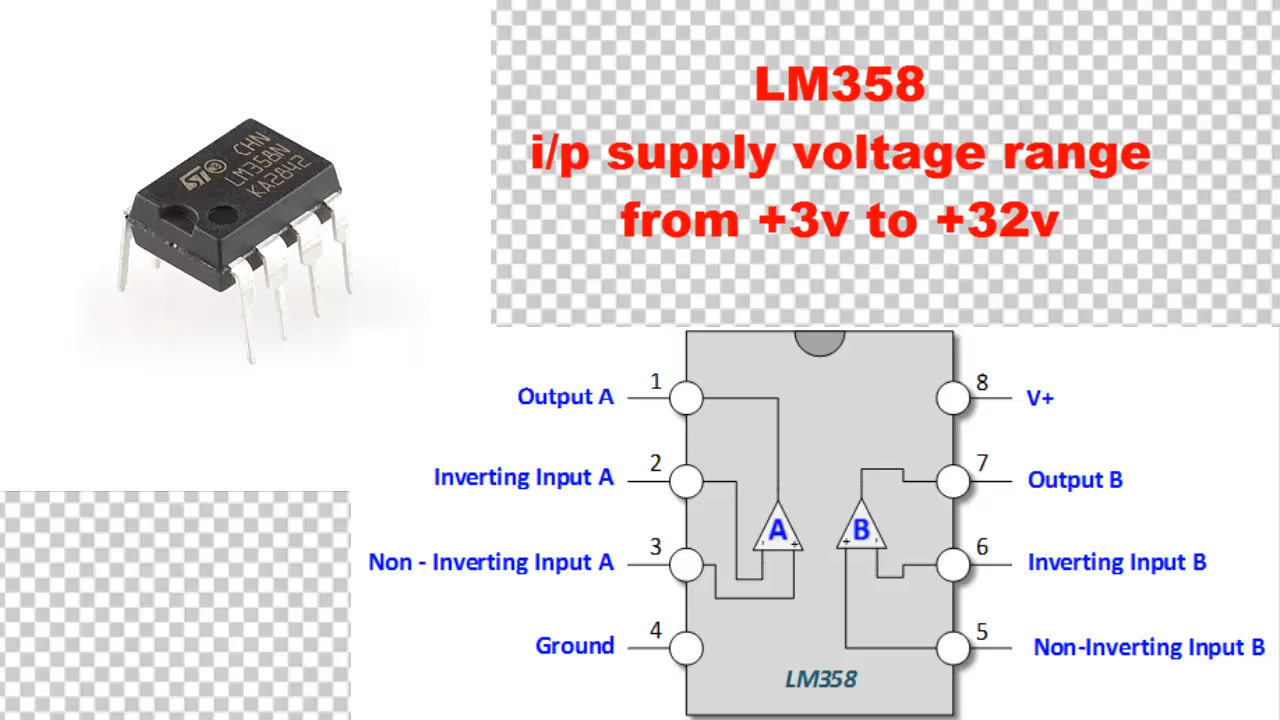 CHN
LM358N
KA2842
LM358
i/p supply voltage range
from +3v to +32v
Output A 1
Inverting Input A 2
Non - Inverting Input A 3
Ground 4
8 V+
7 Output B
6 Inverting Input B
5 Non-Inverting Input B
A
- +
B
+ -
LM358